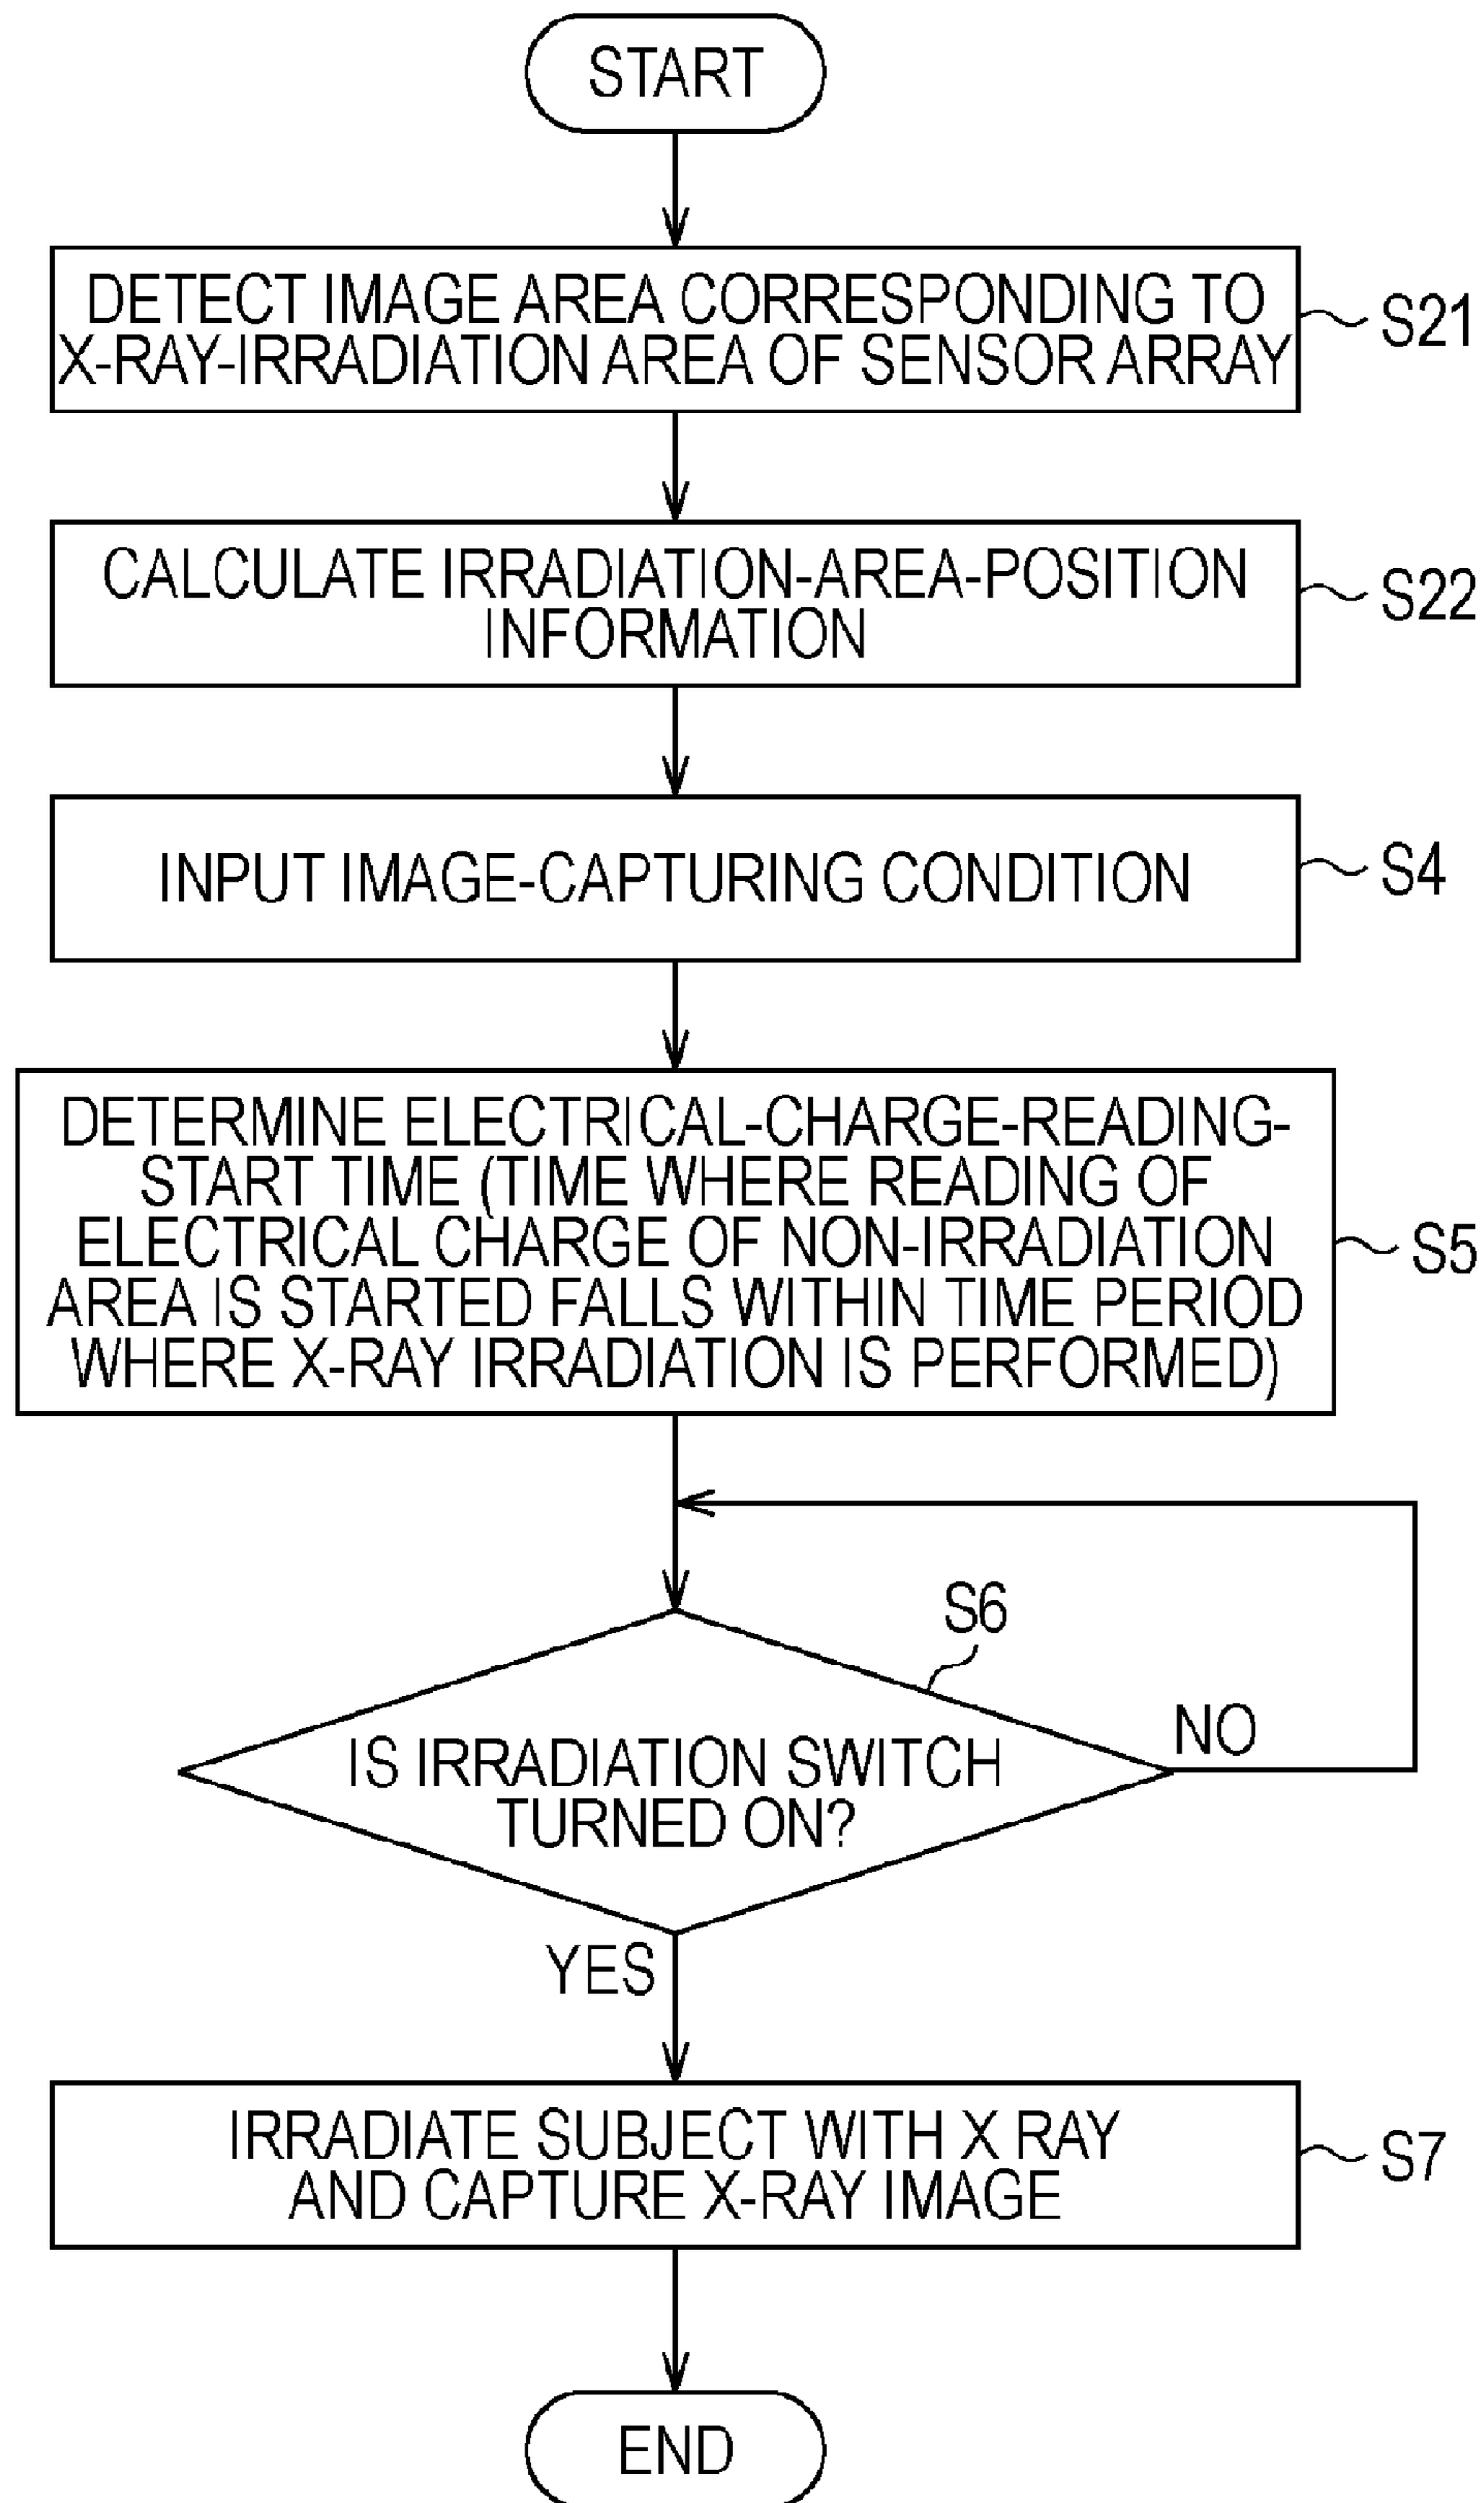 START
DETECT IMAGE AREA CORRESPONDING TO
X-RAY-IRRADIATION AREA OF SENSOR ARRAY
S21
CALCULATE IRRADIATION-AREA-POSITION
INFORMATION
S22
INPUT IMAGE-CAPTURING CONDITION
S4
DETERMINE ELECTRICAL-CHARGE-READING-
START TIME (TIME WHERE READING OF
ELECTRICAL CHARGE OF NON-IRRADIATION
AREA IS STARTED FALLS WITHIN TIME PERIOD
WHERE X-RAY IRRADIATION IS PERFORMED)
S5
S6
IS IRRADIATION SWITCH
TURNED ON?
NO
YES
IRRADIATE SUBJECT WITH X RAY
AND CAPTURE X-RAY IMAGE
S7
END